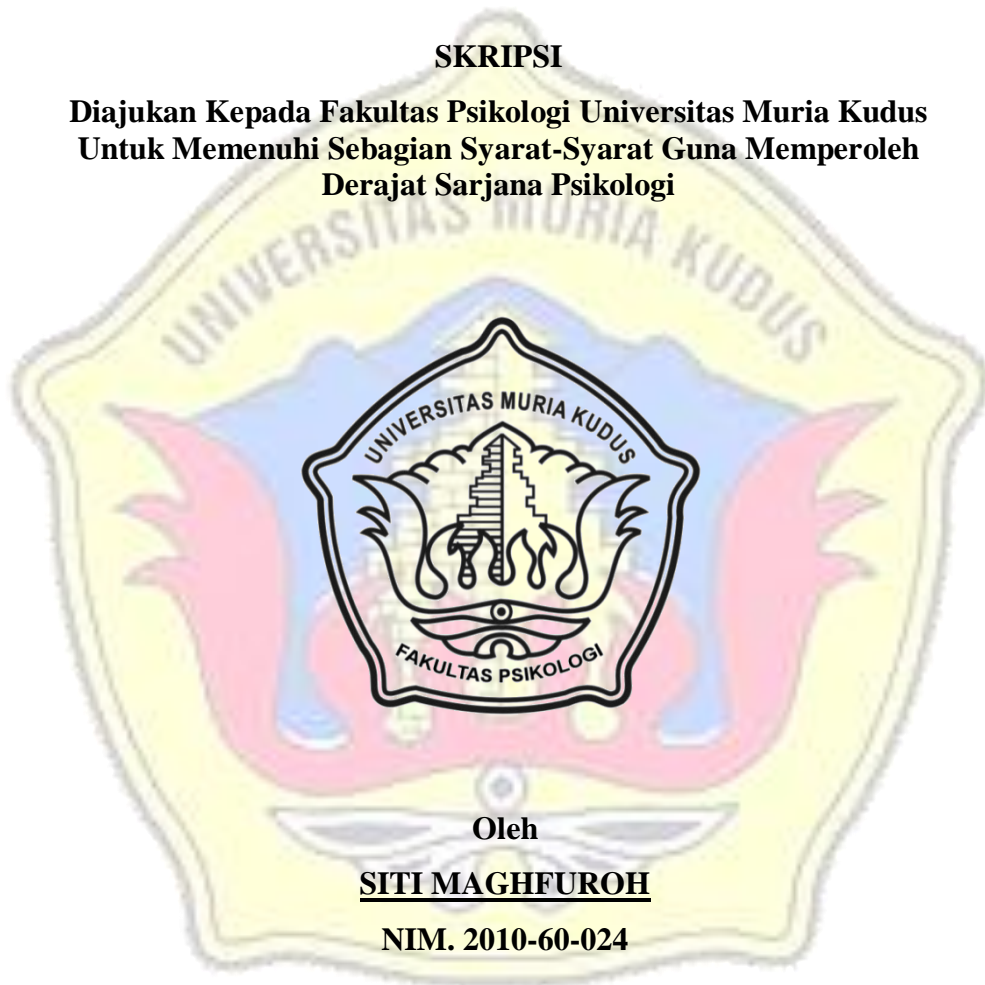 SKRIPSI
Diajukan Kepada Fakultas Psikologi Universitas Muria Kudus
Untuk Memenuhi Sebagian Syarat-Syarat Guna Memperoleh
Derajat Sarjana Psikologi
UNIVERSITAS MURIA KUDUS
UNIVERSITAS MURIA KUDUS
FAKULTAS PSIKOLOGI
Oleh
SITI MAGHFUROH
NIM. 2010-60-024